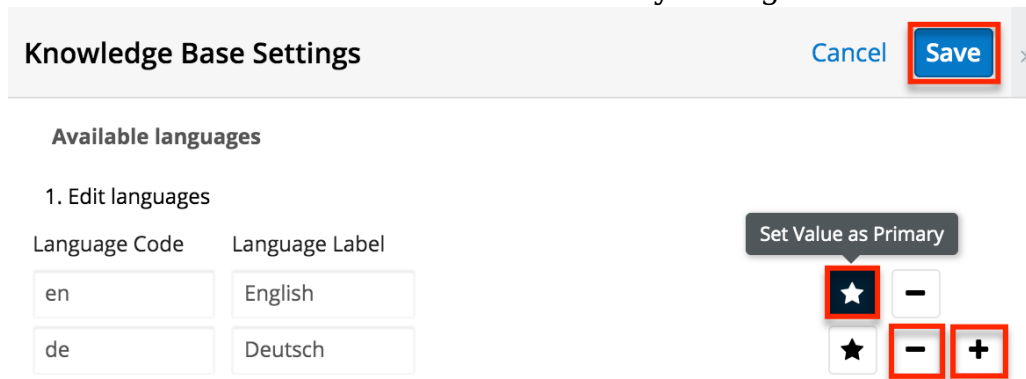 Knowledge Base Settings Cancel Save
Available languages
1. Edit languages
Language Code Language Label Set Value as Primary
en English
de Deutsch